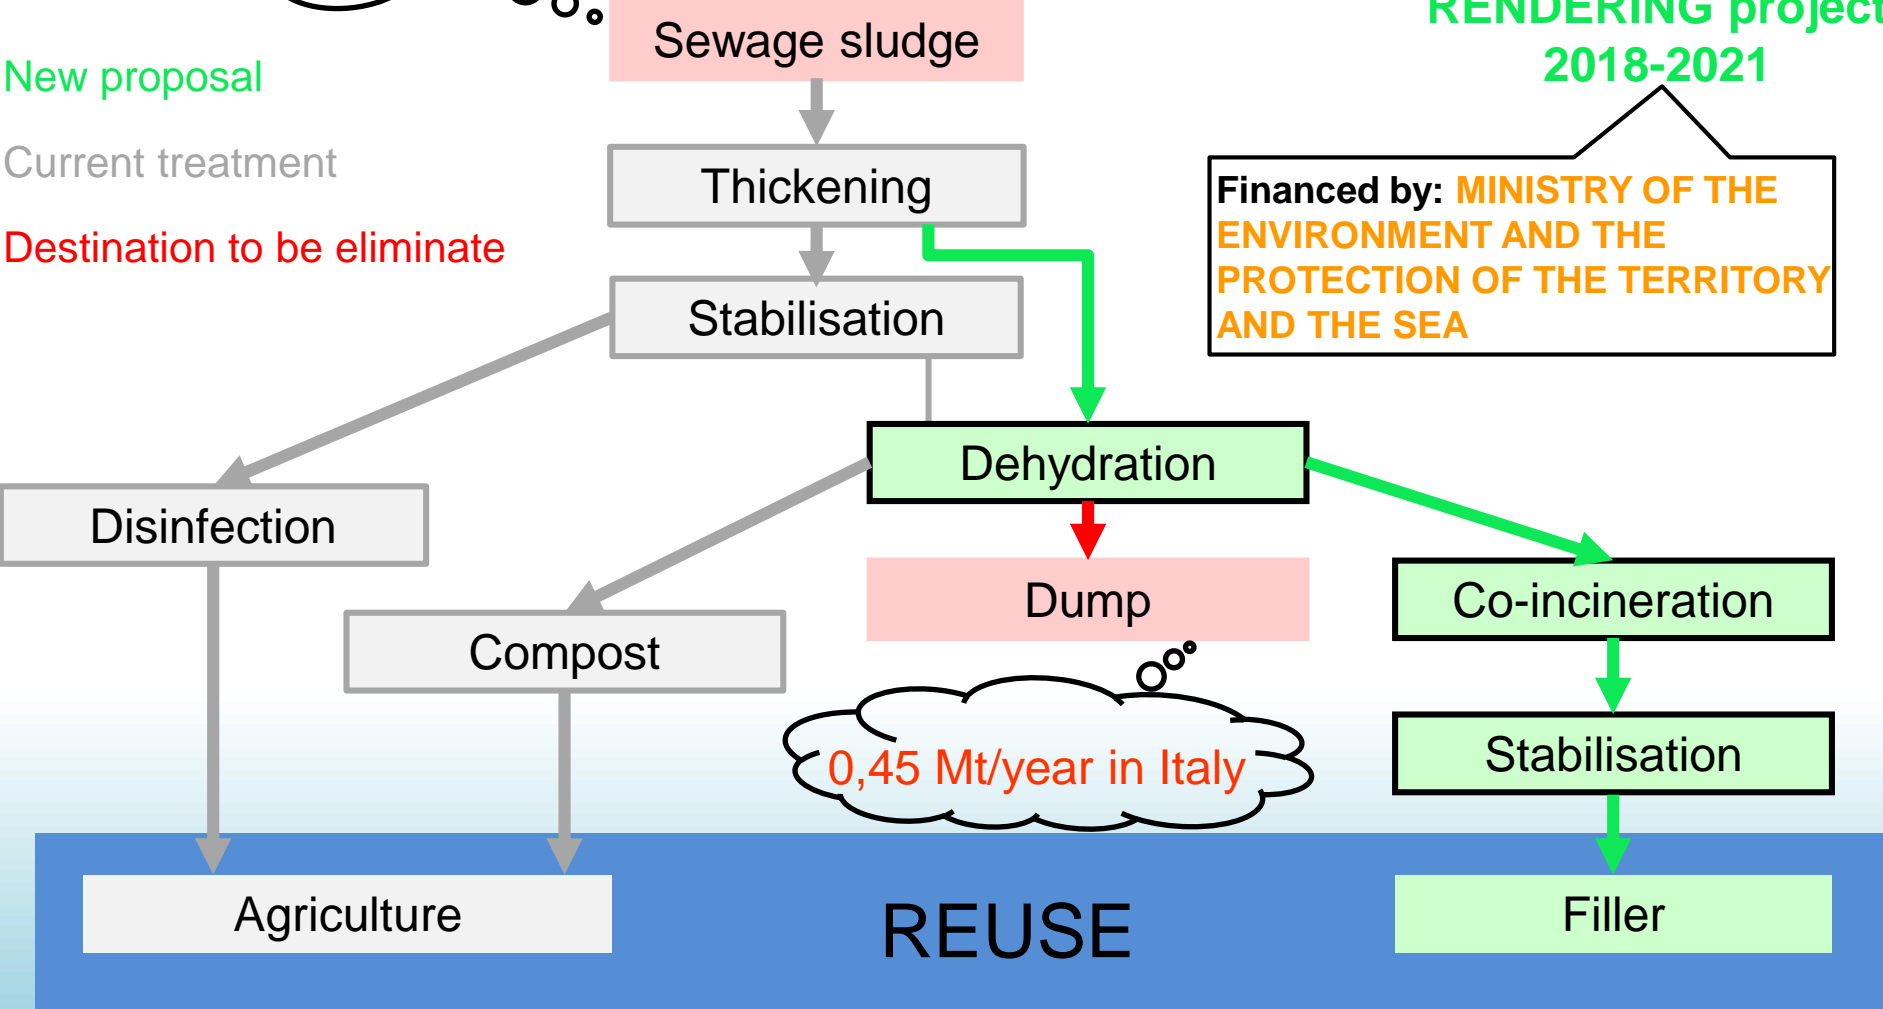 RENDERING project
2018-2021
Sewage sludge
New proposal
Current treatment
Destination to be eliminate
Thickening
Financed by: MINISTRY OF THE
ENVIRONMENT AND THE
PROTECTION OF THE TERRITORY
AND THE SEA
Stabilisation
Dehydration
Disinfection
Dump
Co-incineration
Compost
0,45 Mt/year in Italy
Stabilisation
Agriculture
REUSE
Filler